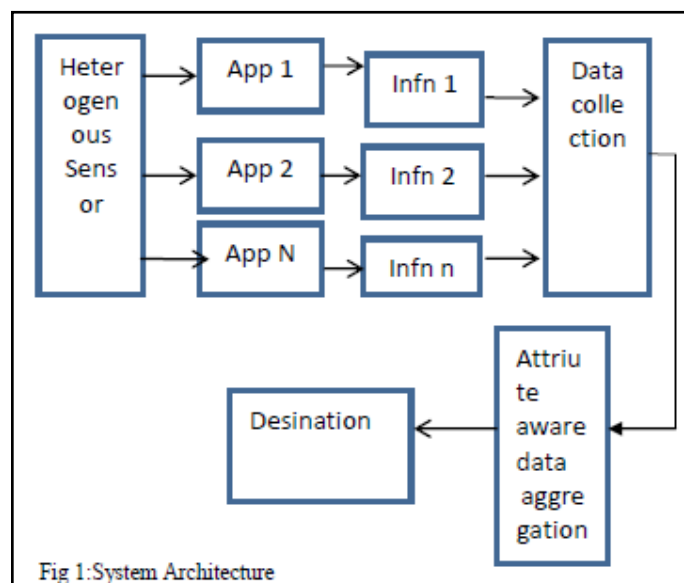 Heter
ogen
ous
Sens
or
App 1
Infn 1
Data
colle
ction
App 2
Infn 2
App N
Infn n
Attriu
te
aware
data
aggre
gation
Desination
Fig 1:System Architecture